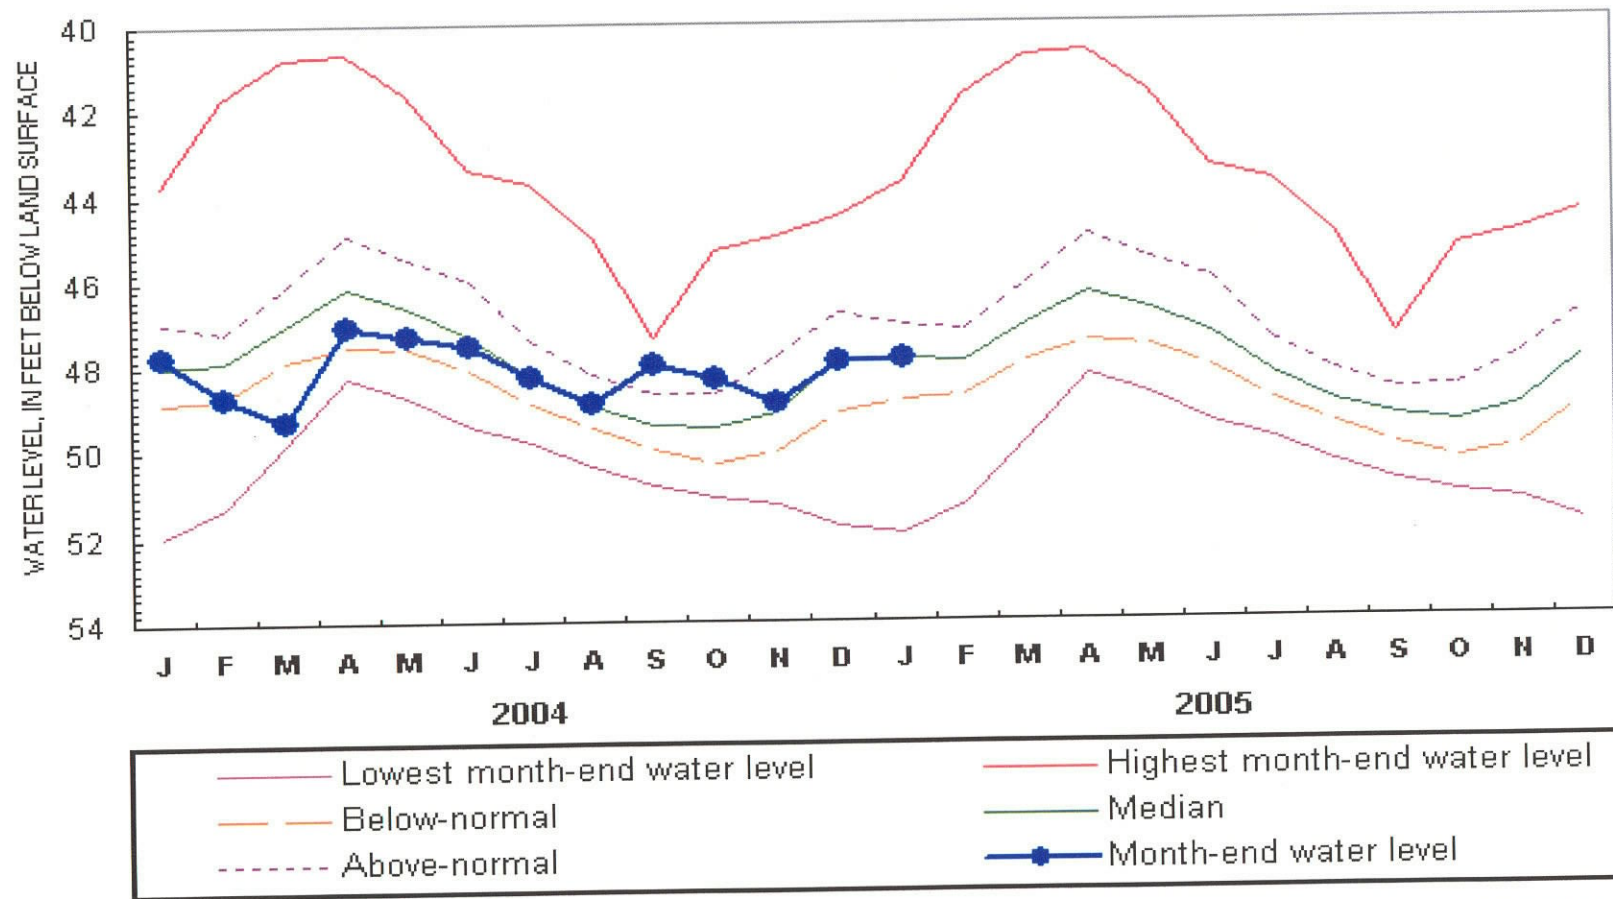 WATER LEVEL, IN FEET BELOW LAND SURFACE
40
42
44
46
48
50
52
54
J F M A M J J A S O N D J F M A M J J A S O N D
2004 2005
Lowest month-end water level Highest month-end water level
Below-normal Median
Above-normal Month-end water level